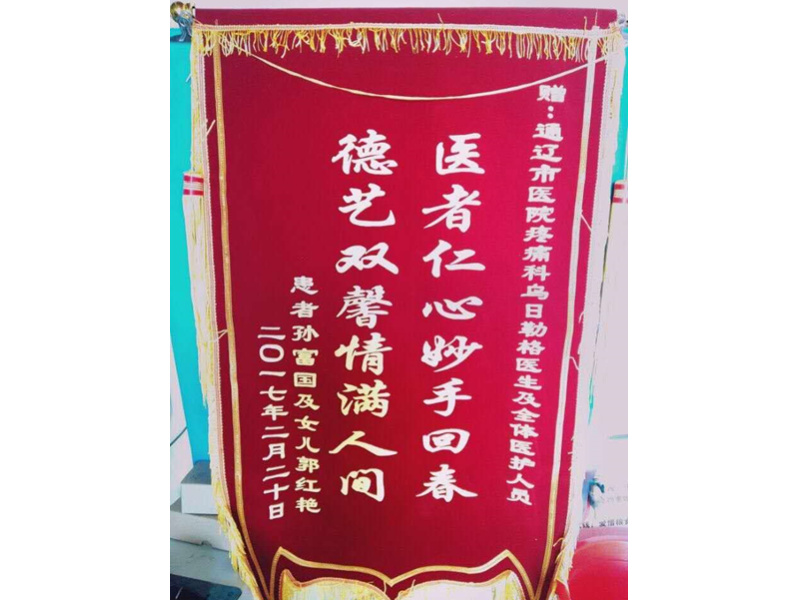 赠：通辽市医院疼痛科乌日勒格医生及全体医护人员
医者仁心妙手回春
德艺双馨情满人间
患者孙富国及女儿郭红艳
二〇一七年二月二十日